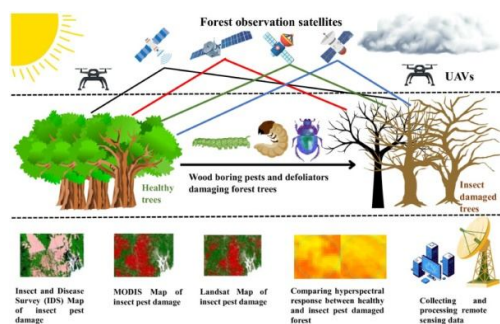 Forest observation satellites
UAVs
Healthy
trees
Wood boring pests and defoliators
damaging forest trees
Insect
damaged
trees
Insect and Disease
Survey (IDS) Map
of insect pest
damage
MODIS Map of
insect pest damage
Landsat Map of
insect pest damage
Comparing hyperspectral
response between healthy
and insect pest damaged
forest
Collecting and
processing remote
sensing data